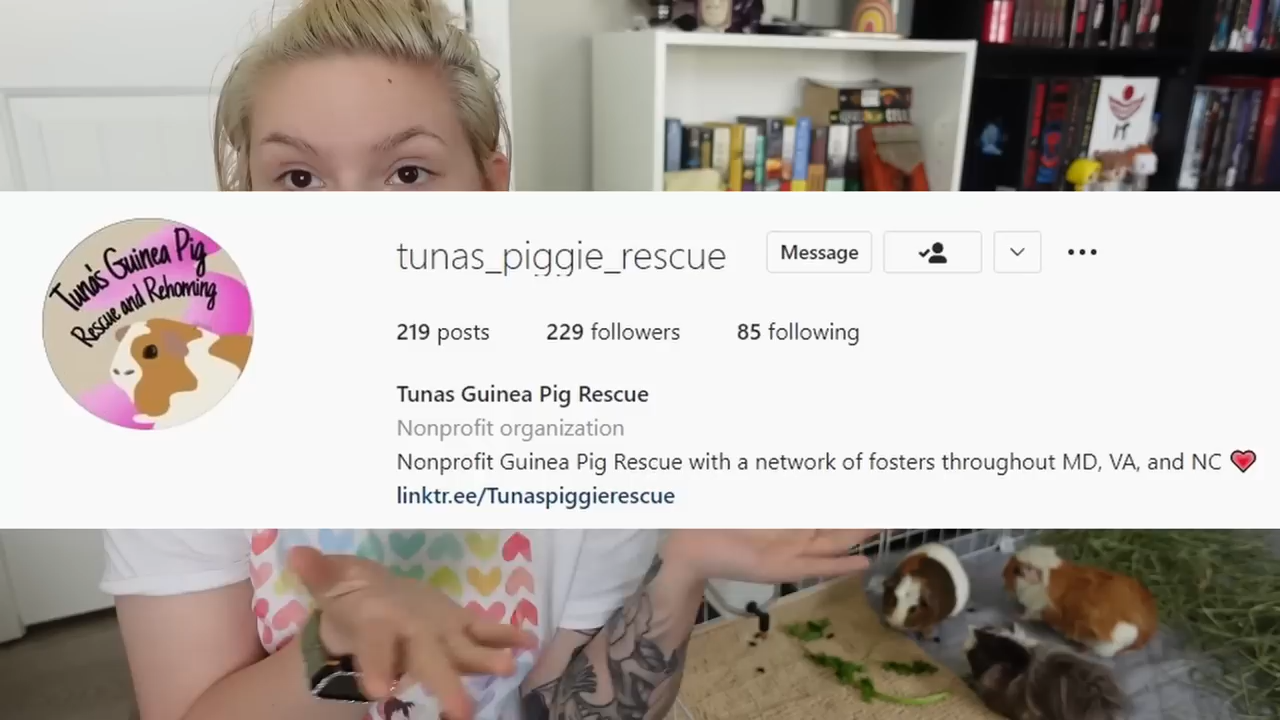 IT
Tuna's Guinea Pig
Rescue and Rehoming
tunas_piggie_rescue
Message
219 posts 229 followers 85 following
Tunas Guinea Pig Rescue
Nonprofit organization
Nonprofit Guinea Pig Rescue with a network of fosters throughout MD, VA, and NC
linktr.ee/Tunaspiggierescue